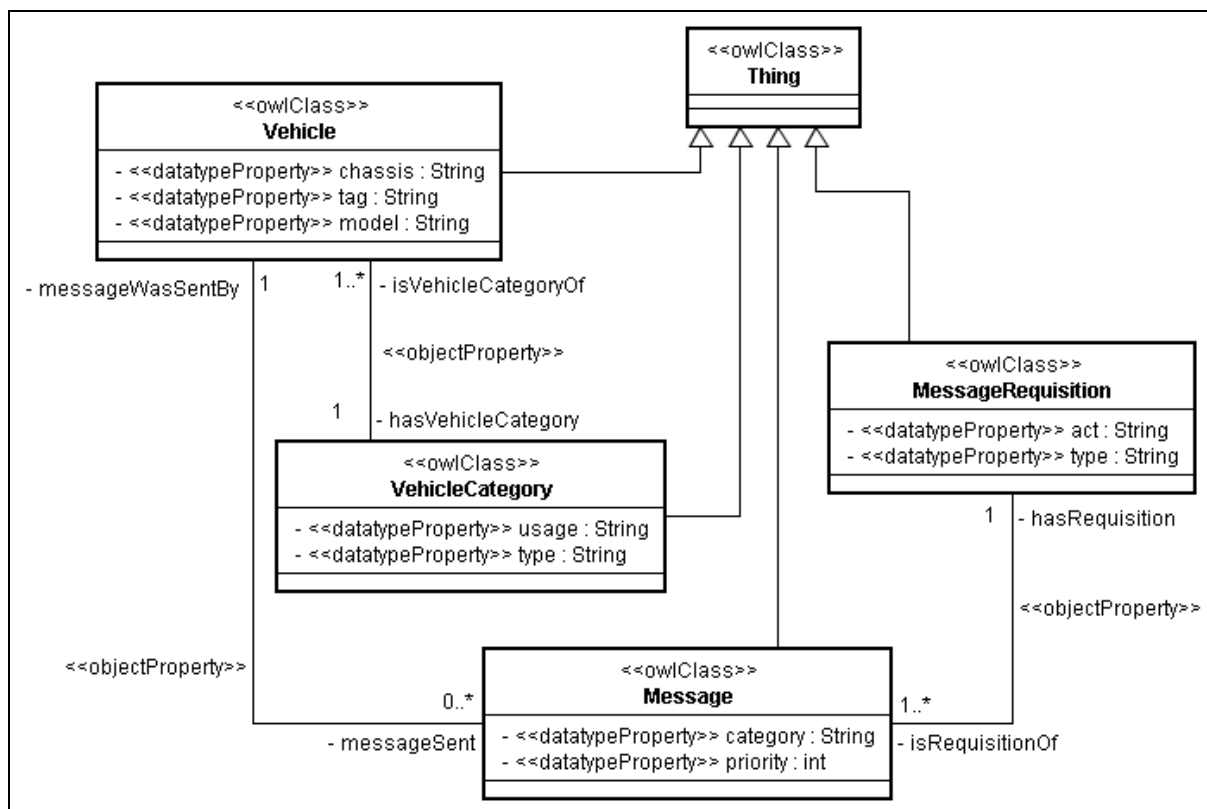 <<owlClass>>
Thing
<<owlClass>>
Vehicle
- <<datatypeProperty>> chassis : String
- <<datatypeProperty>> tag : String
- <<datatypeProperty>> model : String
- messageWasSentBy
1
1..*
- isVehicleCategoryOf
<<objectProperty>>
1
- hasVehicleCategory
<<owlClass>>
VehicleCategory
- <<datatypeProperty>> usage : String
- <<datatypeProperty>> type : String
<<owlClass>>
MessageRequisition
- <<datatypeProperty>> act : String
- <<datatypeProperty>> type : String
1
- hasRequisition
<<objectProperty>>
<<objectProperty>>
0..*
- messageSent
<<owlClass>>
Message
- <<datatypeProperty>> category : String
- <<datatypeProperty>> priority : int
1..*
- isRequisitionOf